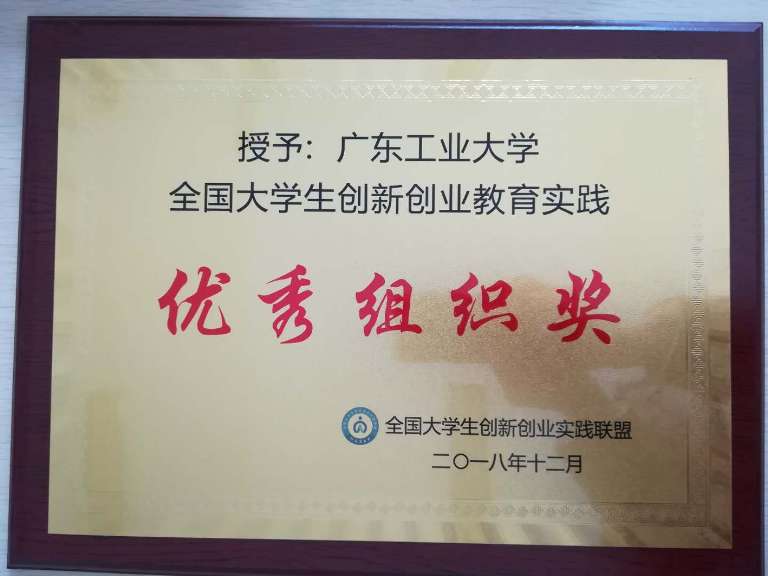 授予：广东工业大学
全国大学生创新创业教育实践
优秀组织奖
全国大学生创新创业实践联盟
二〇一八年十二月